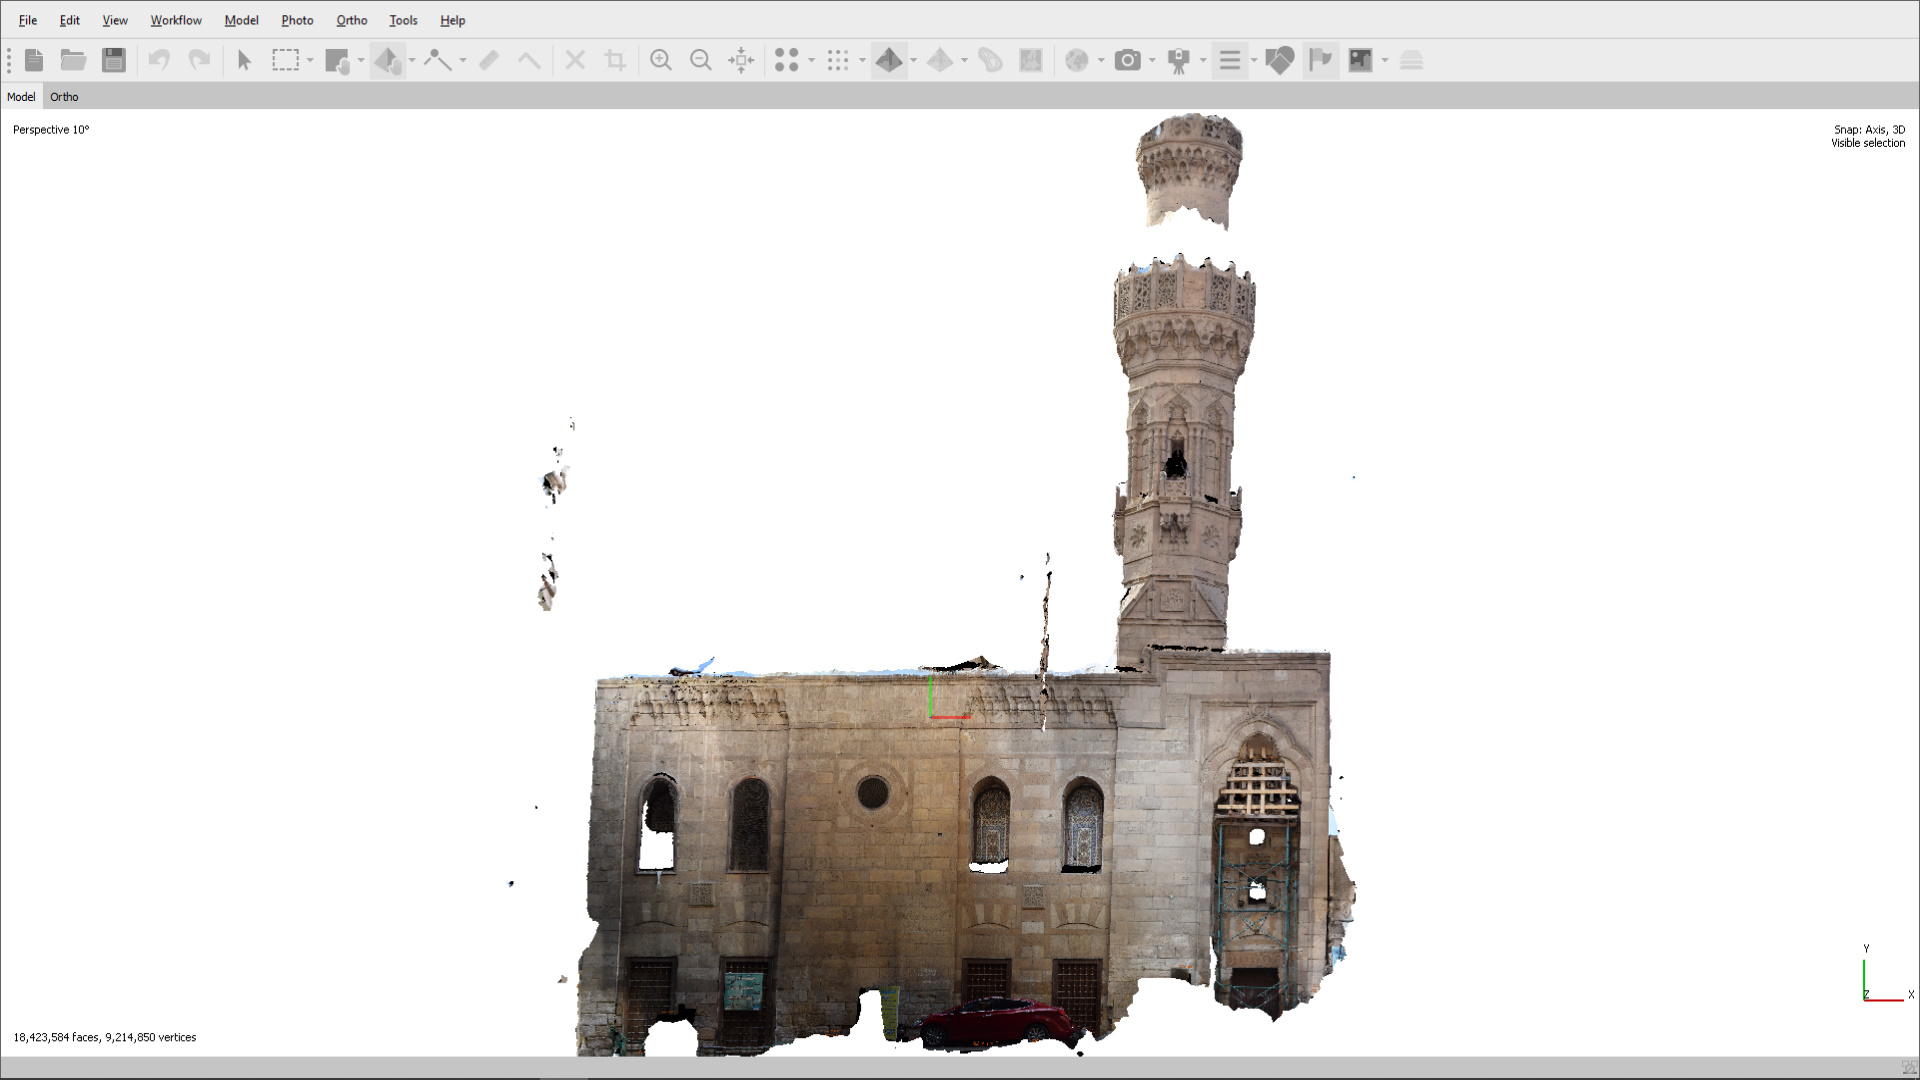 File Edit View Workflow Model Photo Ortho Tools Help
Model Ortho
Perspective 10°
Snap: Axis, 3D
Visible selection
Y
Z X
18,423,584 faces, 9,214,850 vertices